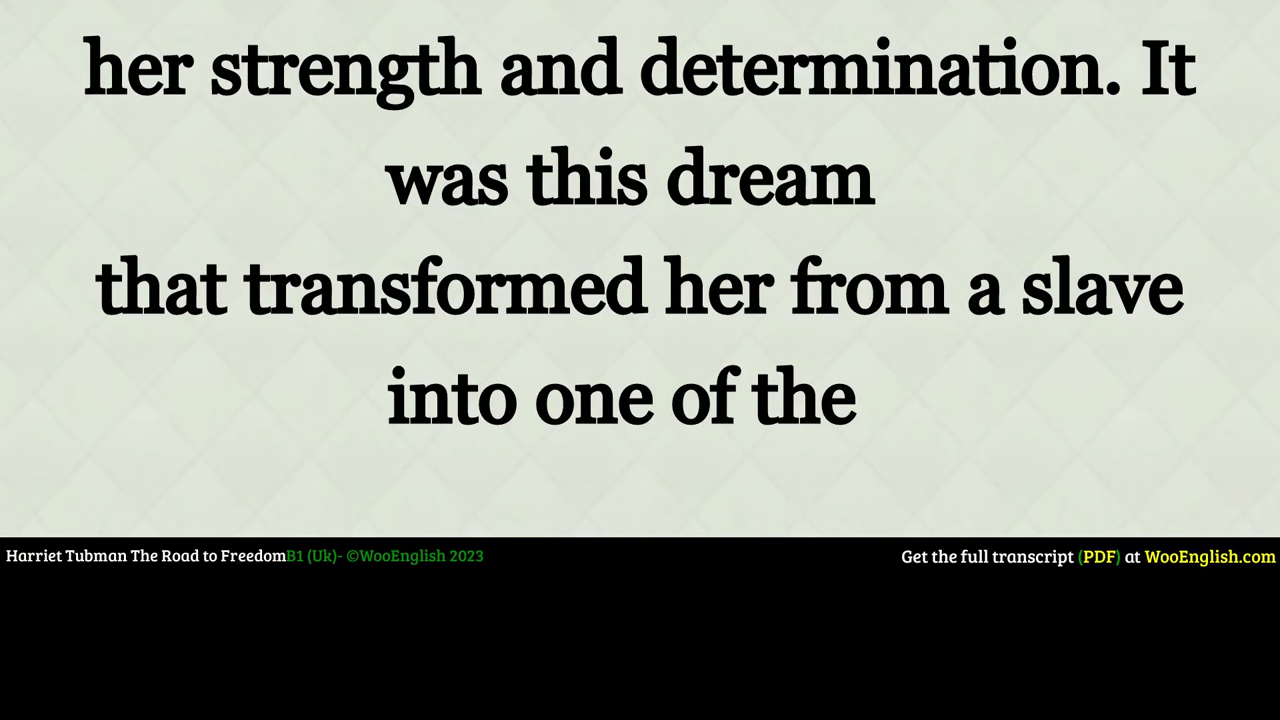 her strength and determination. It
was this dream
that transformed her from a slave
into one of the
Harriet Tubman The Road to FreedomB1 (Uk)- ©WooEnglish 2023
Get the full transcript (PDF) at WooEnglish.com